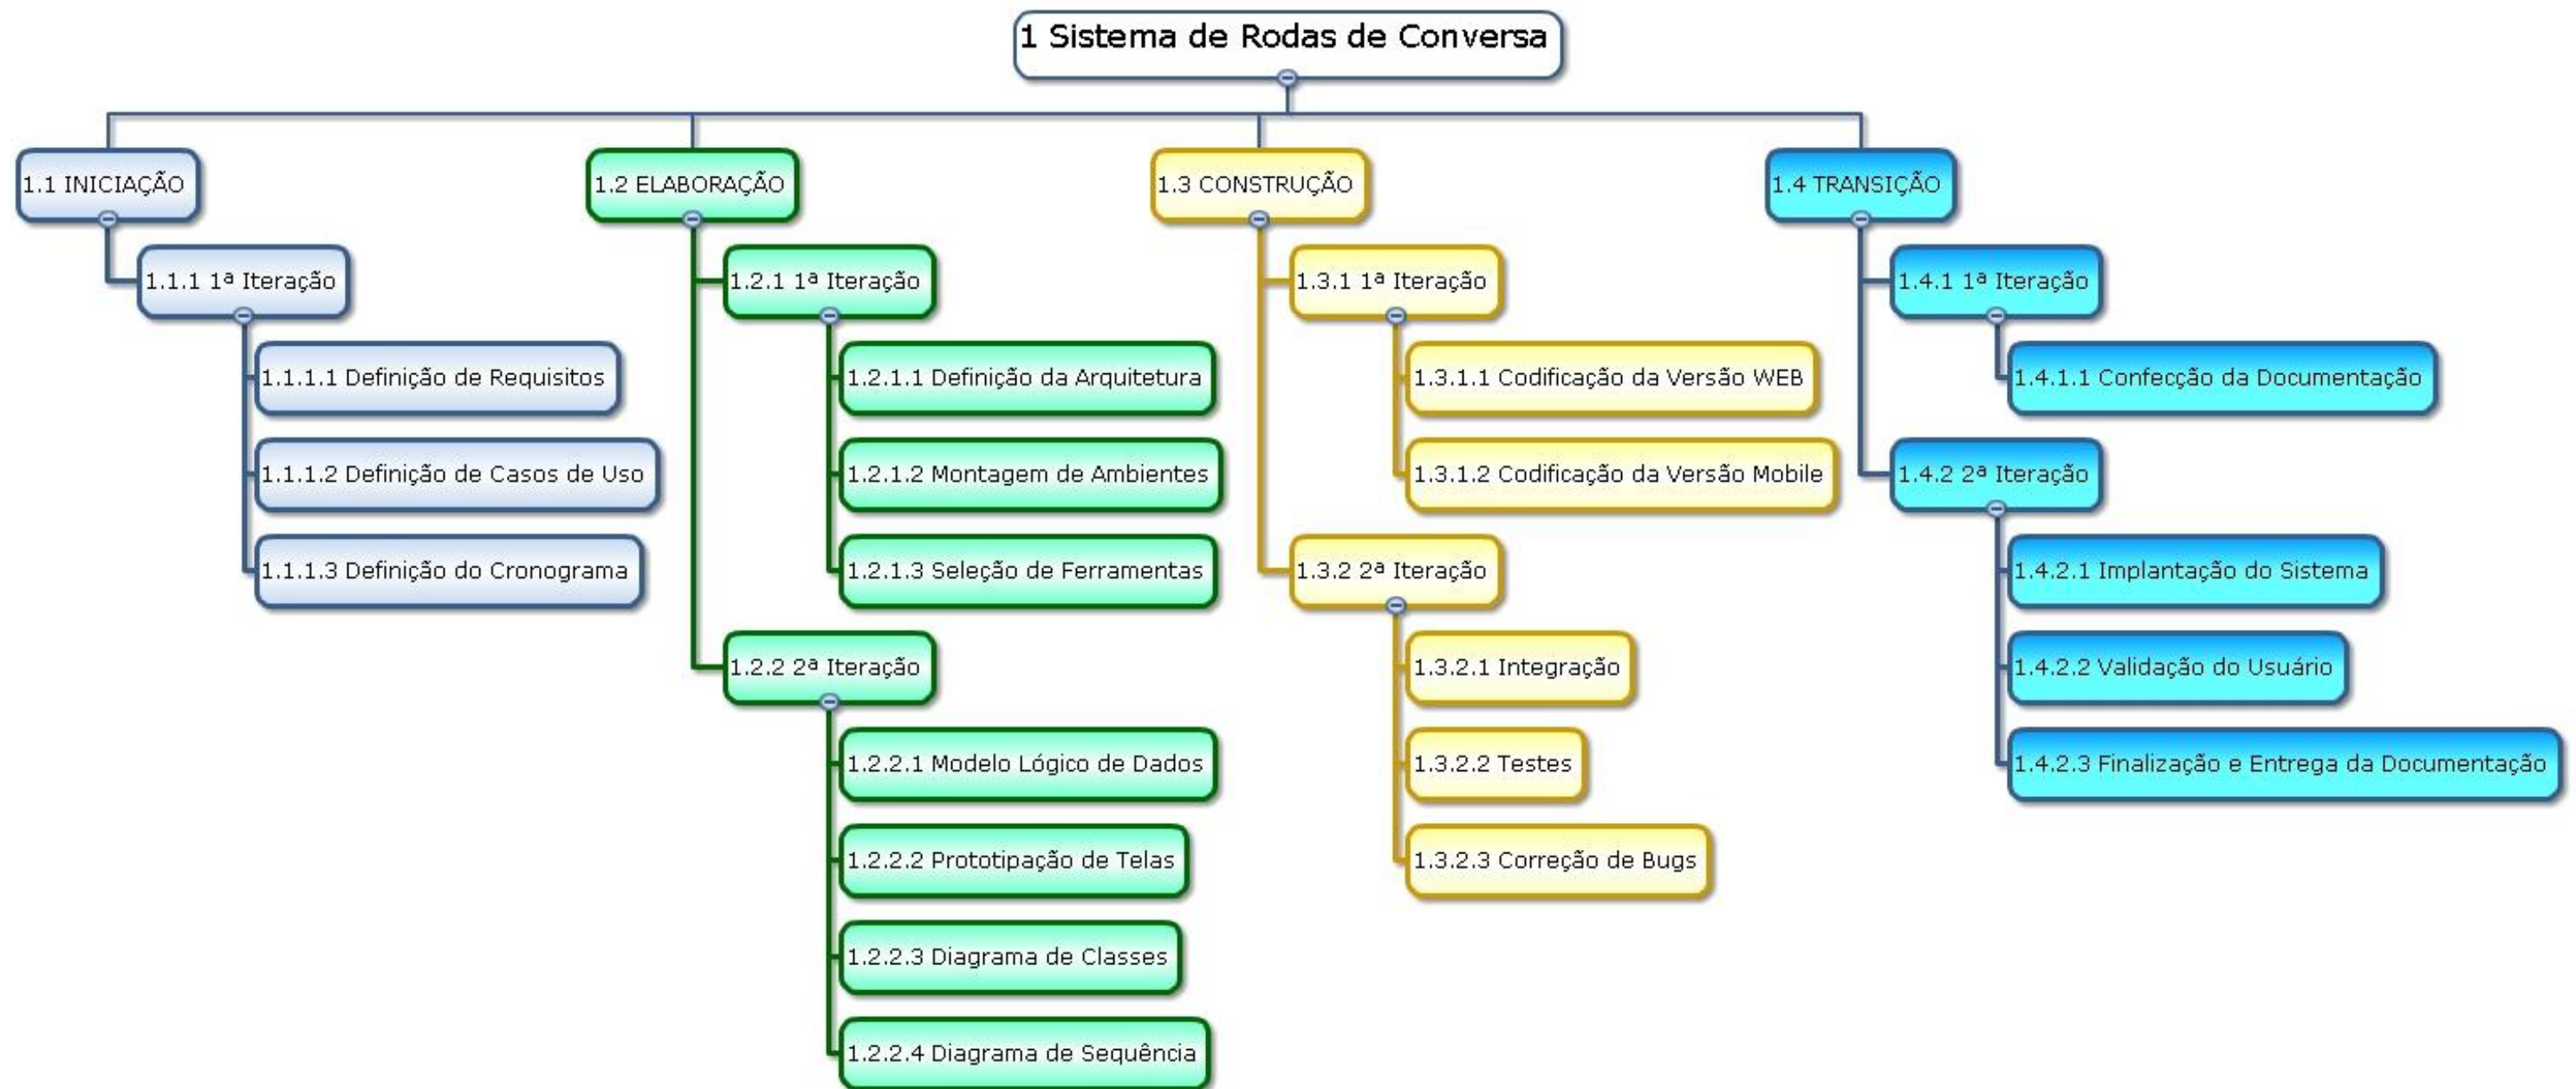 1 Sistema de Rodas de Conversa
1.1 INICIAÇÃO
1.1.1 1ª Iteração
1.1.1.1 Definição de Requisitos
1.1.1.2 Definição de Casos de Uso
1.1.1.3 Definição do Cronograma
1.2 ELABORAÇÃO
1.2.1 1ª Iteração
1.2.1.1 Definição da Arquitetura
1.2.1.2 Montagem de Ambientes
1.2.1.3 Seleção de Ferramentas
1.2.2 2ª Iteração
1.2.2.1 Modelo Lógico de Dados
1.2.2.2 Prototipação de Telas
1.2.2.3 Diagrama de Classes
1.2.2.4 Diagrama de Sequência
1.3 CONSTRUÇÃO
1.3.1 1ª Iteração
1.3.1.1 Codificação da Versão WEB
1.3.1.2 Codificação da Versão Mobile
1.3.2 2ª Iteração
1.3.2.1 Integração
1.3.2.2 Testes
1.3.2.3 Correção de Bugs
1.4 TRANSIÇÃO
1.4.1 1ª Iteração
1.4.1.1 Confecção da Documentação
1.4.2 2ª Iteração
1.4.2.1 Implantação do Sistema
1.4.2.2 Validação do Usuário
1.4.2.3 Finalização e Entrega da Documentação